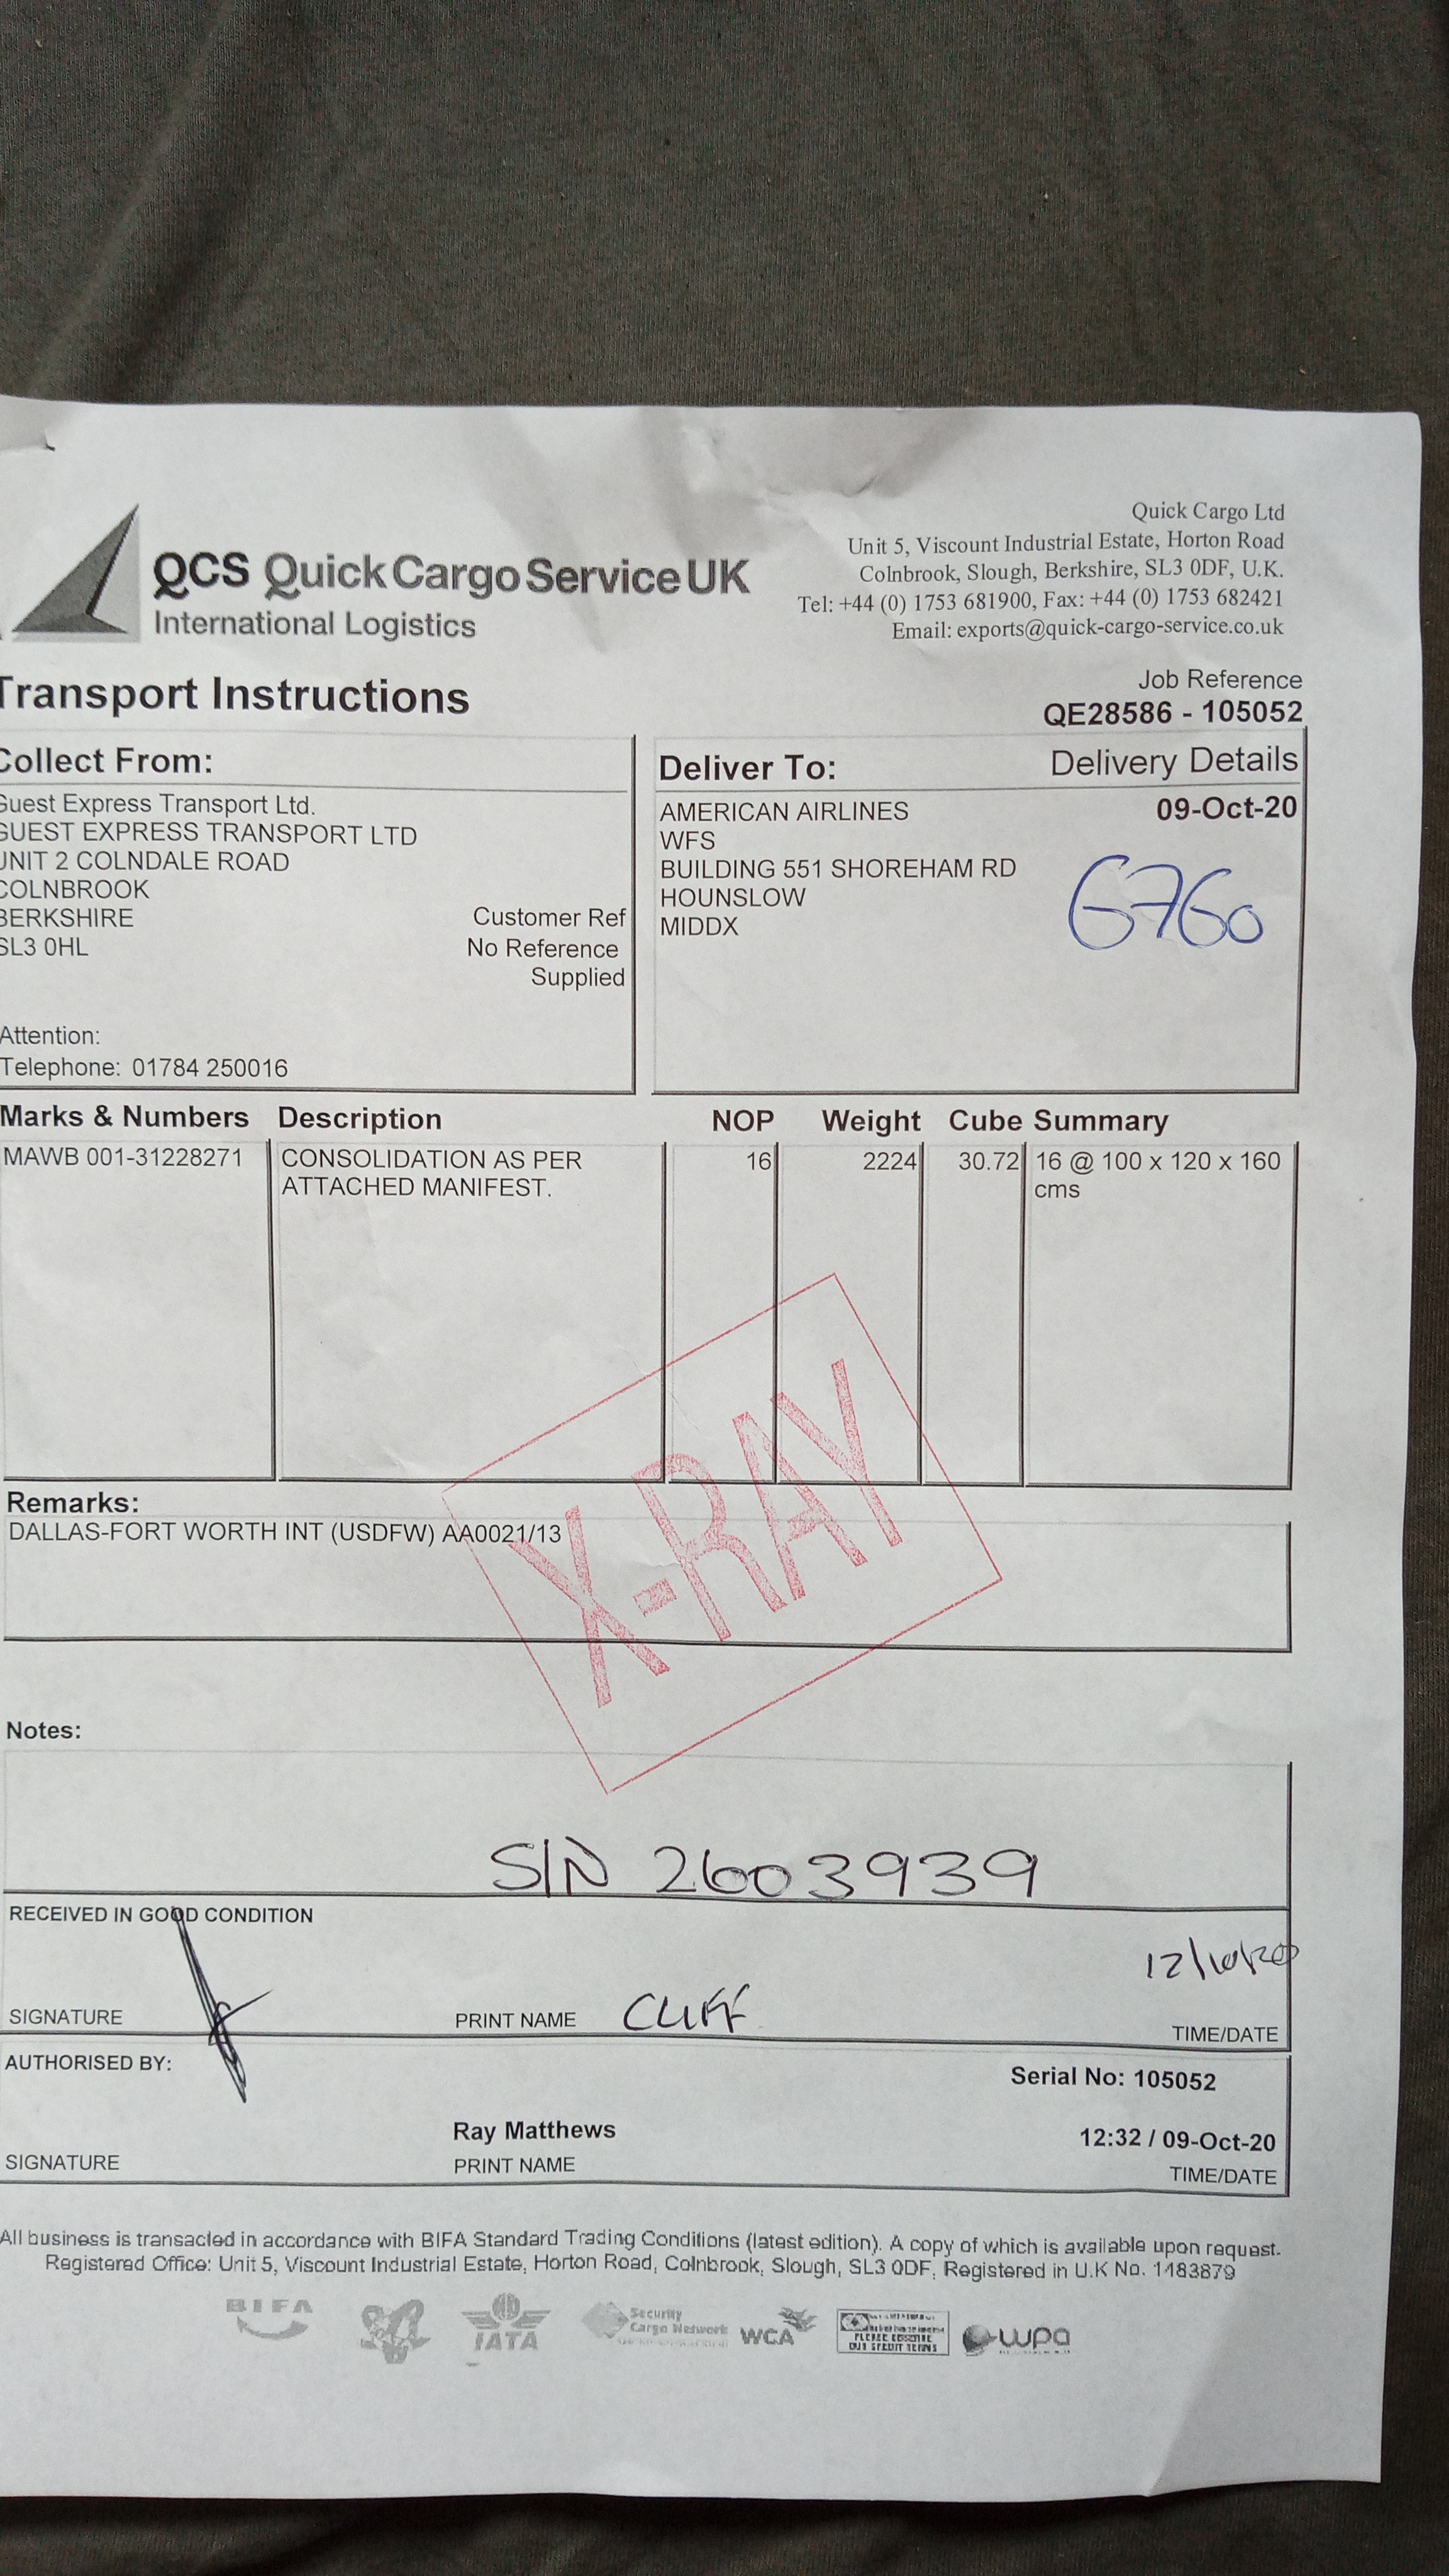 QCS Quick Cargo Service UK
International Logistics
Quick Cargo Ltd
Unit 5, Viscount Industrial Estate, Horton Road
Colnbrook, Slough, Berkshire, SL3 0DF, U.K.
Tel: +44 (0) 1753 681900, Fax: +44 (0) 1753 682421
Email: exports@quick-cargo-service.co.uk
Transport Instructions
Job Reference
QE28586 - 105052
Collect From:
Guest Express Transport Ltd.
GUEST EXPRESS TRANSPORT LTD
UNIT 2 COLNDALE ROAD
COLNBROOK
BERKSHIRE
SL3 0HL
Customer Ref
No Reference
Supplied
Attention:
Telephone: 01784 250016
Deliver To:
Delivery Details
AMERICAN AIRLINES
09-Oct-20
WFS
BUILDING 551 SHOREHAM RD
HOUNSLOW
MIDDX
G760
Marks & Numbers Description NOP Weight Cube Summary
MAWB 001-31228271 CONSOLIDATION AS PER 16 2224 30.72 16 @ 100 x 120 x 160
ATTACHED MANIFEST. cms
X-RAY
Remarks:
DALLAS-FORT WORTH INT (USDFW) AA0021/13
Notes:
SIN 2603939
RECEIVED IN GOOD CONDITION
12/10/20
SIGNATURE PRINT NAME CLIFF TIME/DATE
AUTHORISED BY:
Serial No: 105052
Ray Matthews 12:32 / 09-Oct-20
SIGNATURE PRINT NAME TIME/DATE
All business is transacted in accordance with BIFA Standard Trading Conditions (latest edition). A copy of which is available upon request.
Registered Office: Unit 5, Viscount Industrial Estate, Horton Road, Colnbrook, Slough, SL3 0DF, Registered in U.K No. 1183879
BIFA
IATA
Security
Cargo Network
WCA
PLEASE OBSERVE
OUR CREDIT TERMS
wpa